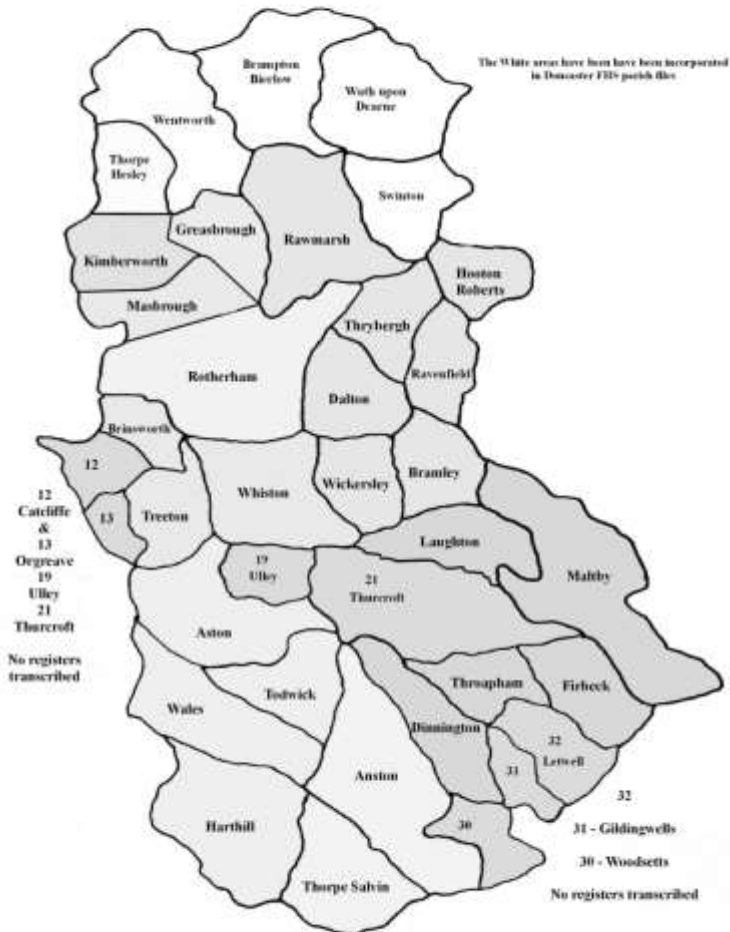 The White areas have been have been incorporated
in Doncaster FHS parish files
Brampton
Bierlow
Wath upon
Dearne
Wentworth
Thorpe
Hesley
Swinton
Greasbrough
Rawmarsh
Kimberworth
Hooton
Roberts
Masbrough
Thrybergh
Ravenfield
Rotherham
Dalton
Brinsworth
12
Whiston
Wickersley
Bramley
13
Treeton
Laughton
Maltby
12
Catcliffe
&
13
Orgreave
19
Ulley
21
Thurcroft
No registers
transcribed
19
Ulley
21
Thurcroft
Aston
Todwick
Wales
Throapham
Firbeck
Dinnington
32
Letwell
31
Anston
30
Harthill
Thorpe Salvin
32
31 - Gildingwells
30 - Woodsetts
No registers transcribed